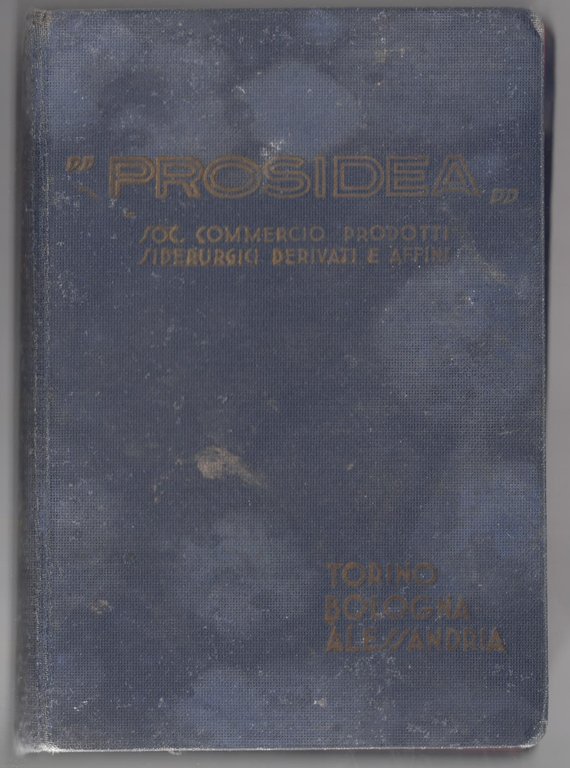 "PROSIDEA„
SOC. COMMERCIO PRODOTTI
SIDERURGICI DERIVATI E AFFINI
TORINO
BOLOGNA
ALESSANDRIA